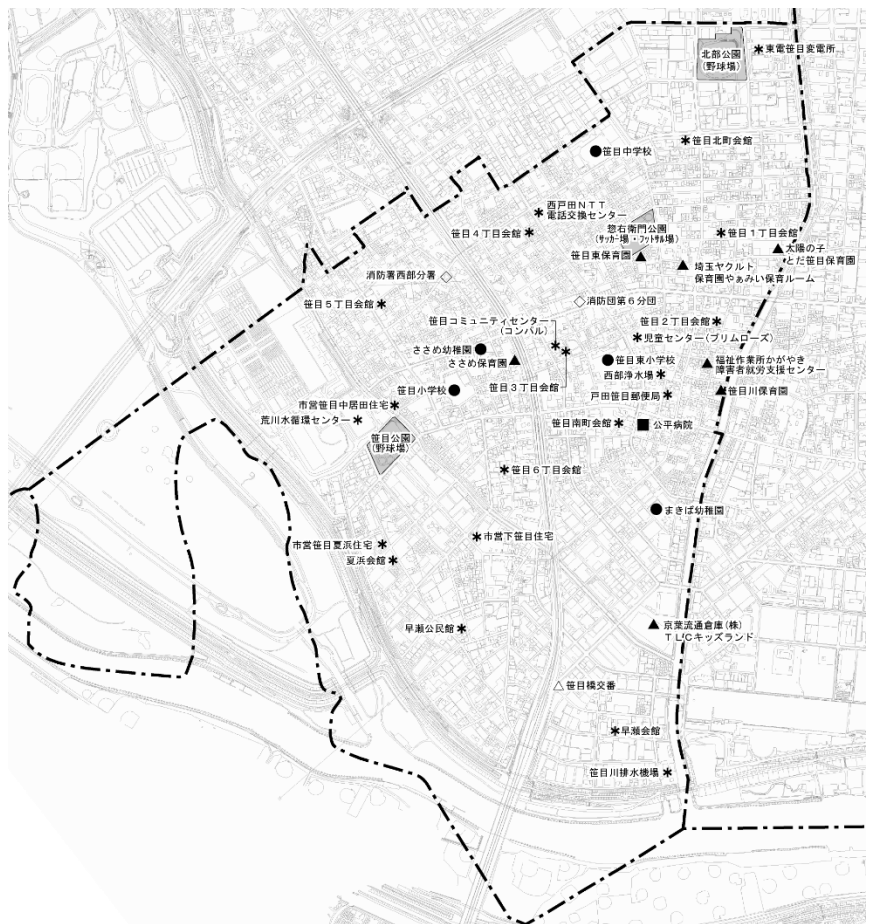 北部公園
(野球場)
東電笹目変電所
笹目北町会館
笹目中学校
西戸田NTT
電話交換センター
笹目4丁目会館
惣右衛門公園
(サッカー場・フットサル場)
笹目1丁目会館
笹目東保育園
太陽の子
とだ笹目保育園
埼玉ヤクルト
保育園やぁみぃ保育ルーム
消防署西部分署
消防団第6分団
笹目5丁目会館
笹目コミュニティセンター
(コンパル)
笹目2丁目会館
児童センター(プリムローズ)
ささめ幼稚園
ささめ保育園
笹目東小学校
西部浄水場
福祉作業所かがやき
障害者就労支援センター
笹目3丁目会館
笹目小学校
戸田笹目郵便局
笹目川保育園
市営笹目中居田住宅
荒川水循環センター
笹目南町会館
公平病院
笹目公園
(野球場)
笹目6丁目会館
まきば幼稚園
市営笹目夏浜住宅
市営下笹目住宅
夏浜会館
早瀬公民館
京葉流通倉庫(株)
TLCキッズランド
笹目橋交番
早瀬会館
笹目川排水機場